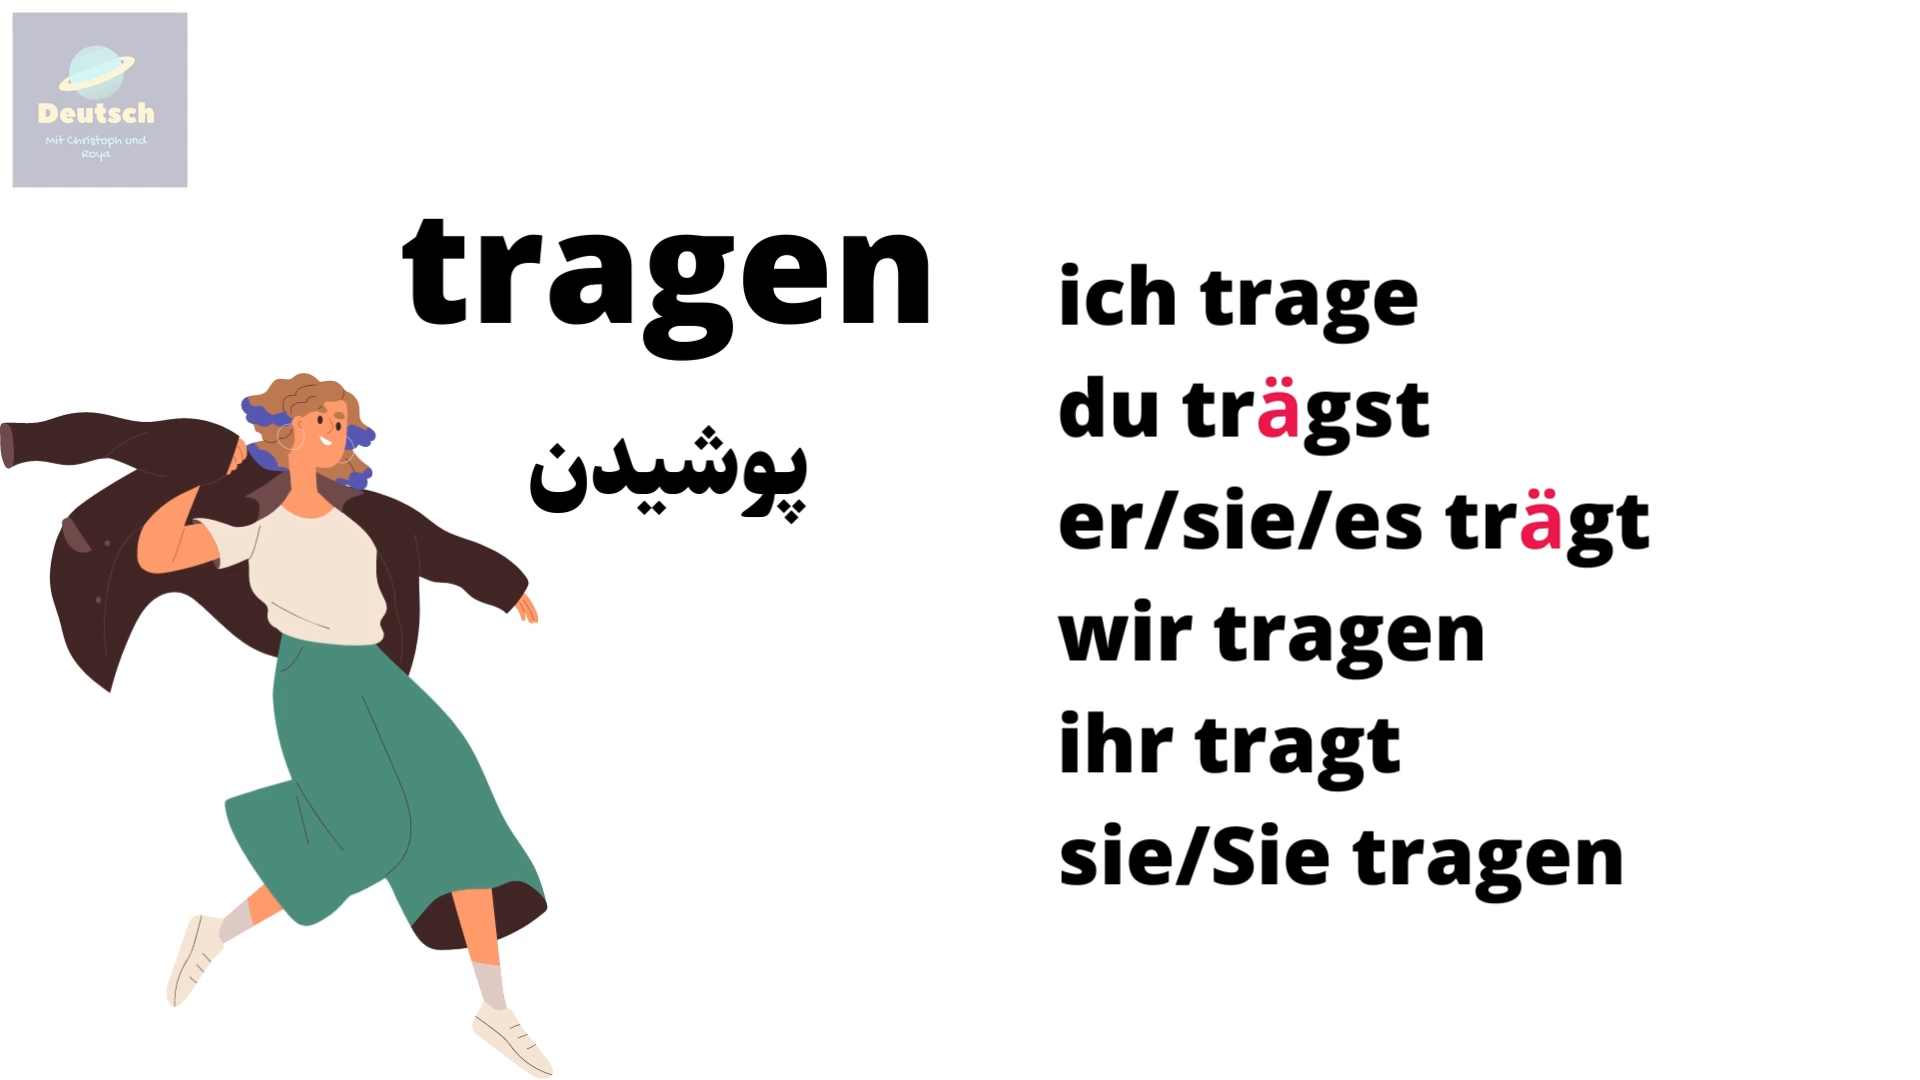 Deutsch
Mit Christoph und
Roya
tragen
پوشیدن
ich trage
du trägst
er/sie/es trägt
wir tragen
ihr tragt
sie/Sie tragen